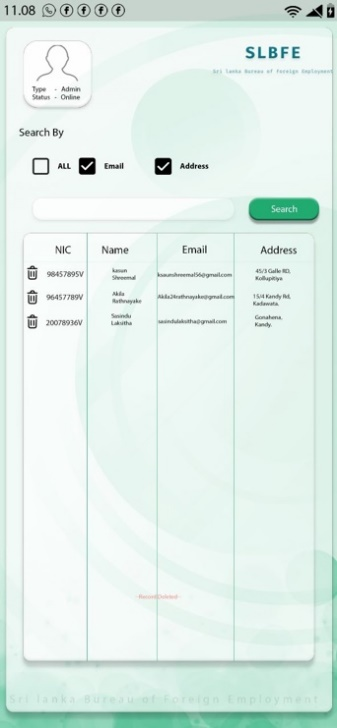 11.08
SLBFE
Sri lanka Bureau of Foreign Employment
Type - Admin
Status - Online
Search By
ALL Email Address
Search
NIC Name Email Address
98457895V kasun Shreemal ksaunshreemal56@gmail.com 45/3 Galle RD, Kollupitiya
96457789V Akila Rathnayake Akila24rathnayake@gmail.com 15/4 Kandy Rd, Kadawata.
20078936V Sasindu Laksitha sasindulaksitha@gmail.com Gonahena, Kandy.
Record Deleted
Sri lanka Bureau of Foreign Employment